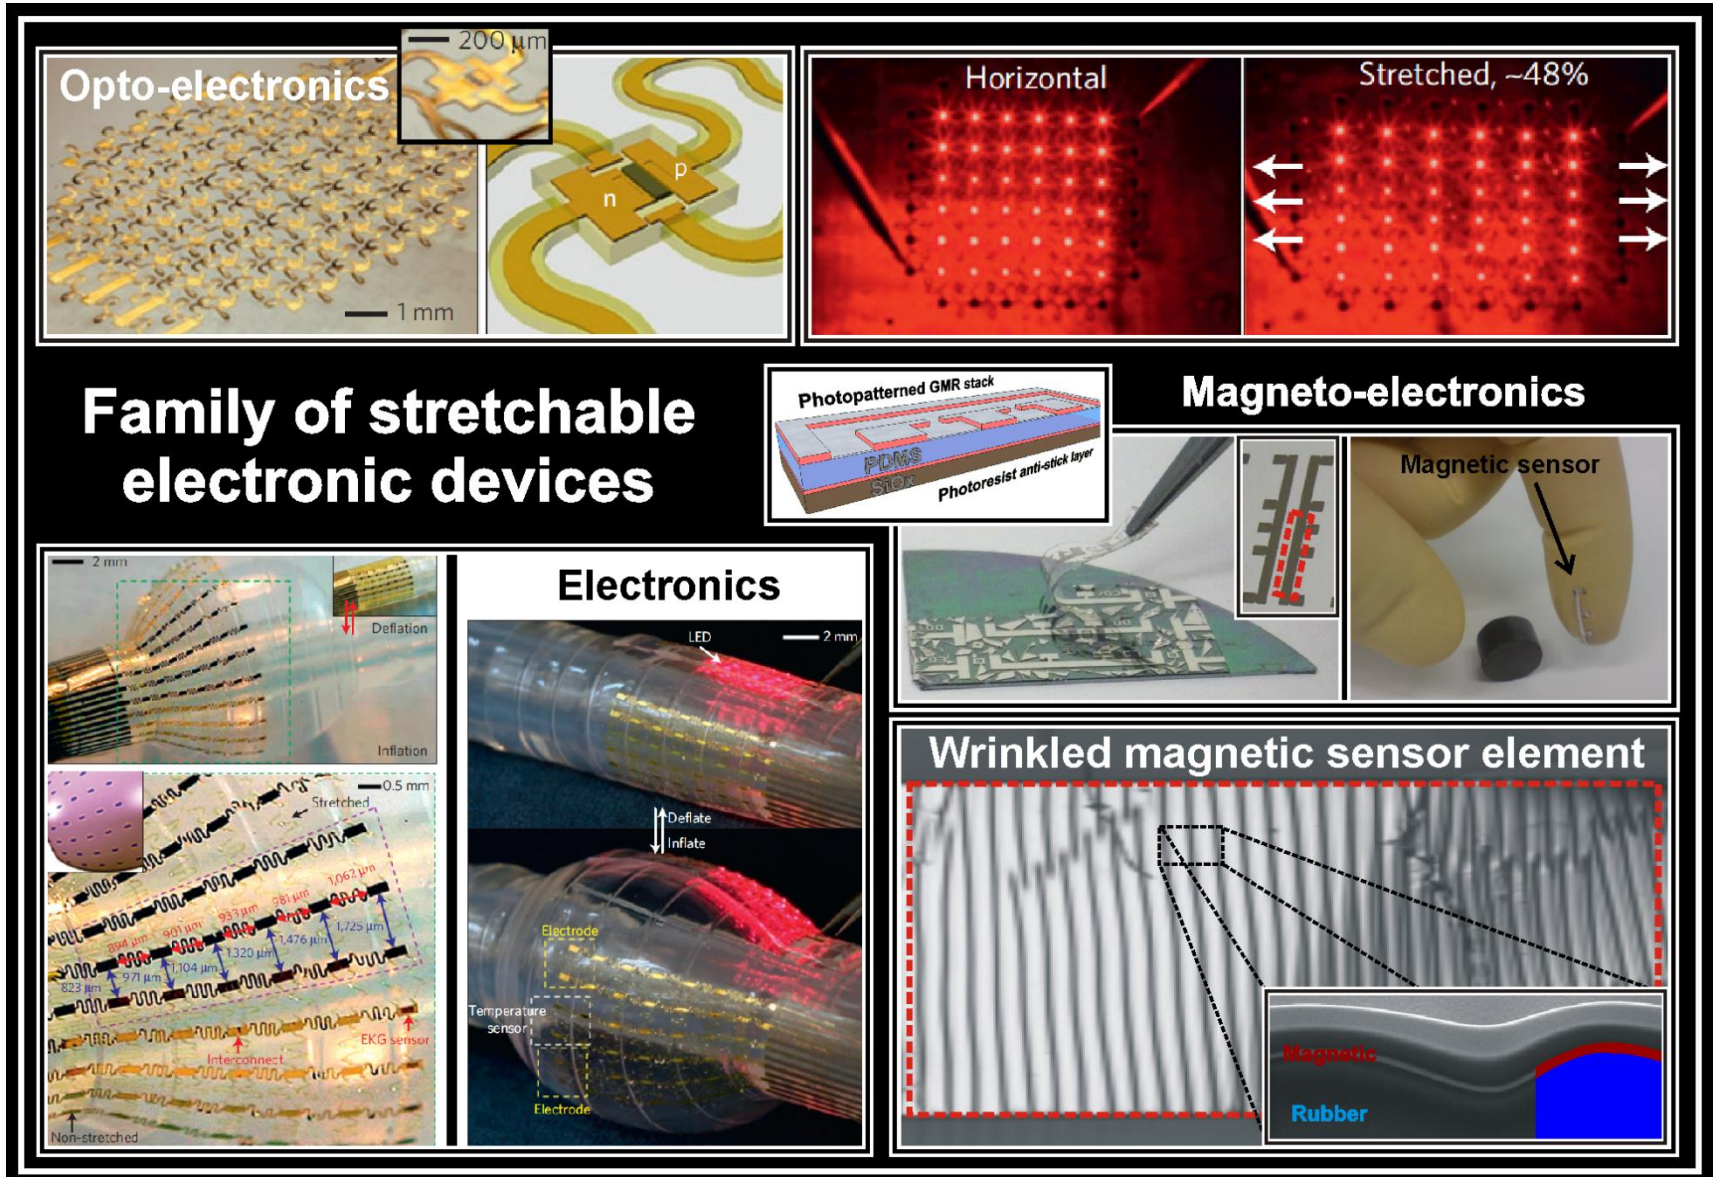 Opto-electronics
200 µm
n
p
1 mm
Horizontal
Stretched, ~48%
Family of stretchable
electronic devices
Photopatterned GMR stack
PDMS
SiOx
Photoresist anti-stick layer
Magneto-electronics
Magnetic sensor
2 mm
Deflation
Inflation
0.5 mm
Stretched
1,062 µm
981 µm
933 µm
901 µm
894 µm
1,725 µm
1,476 µm
1,320 µm
1,104 µm
971 µm
823 µm
EKG sensor
Interconnect
Non-stretched
Electronics
LED
2 mm
Deflate
Inflate
Electrode
Temperature
sensor
Electrode
Wrinkled magnetic sensor element
Magnetic
Rubber